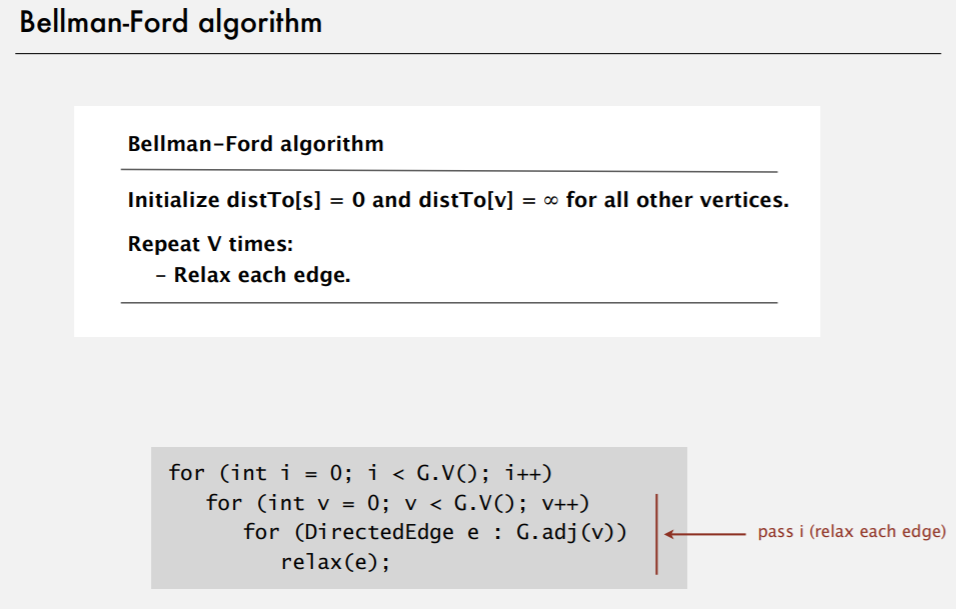 Bellman-Ford algorithm
Bellman–Ford algorithm
Initialize distTo[s] = 0 and distTo[v] = ∞ for all other vertices.
Repeat V times:
– Relax each edge.
for (int i = 0; i < G.V(); i++)
for (int v = 0; v < G.V(); v++)
for (DirectedEdge e : G.adj(v))
relax(e);
pass i (relax each edge)